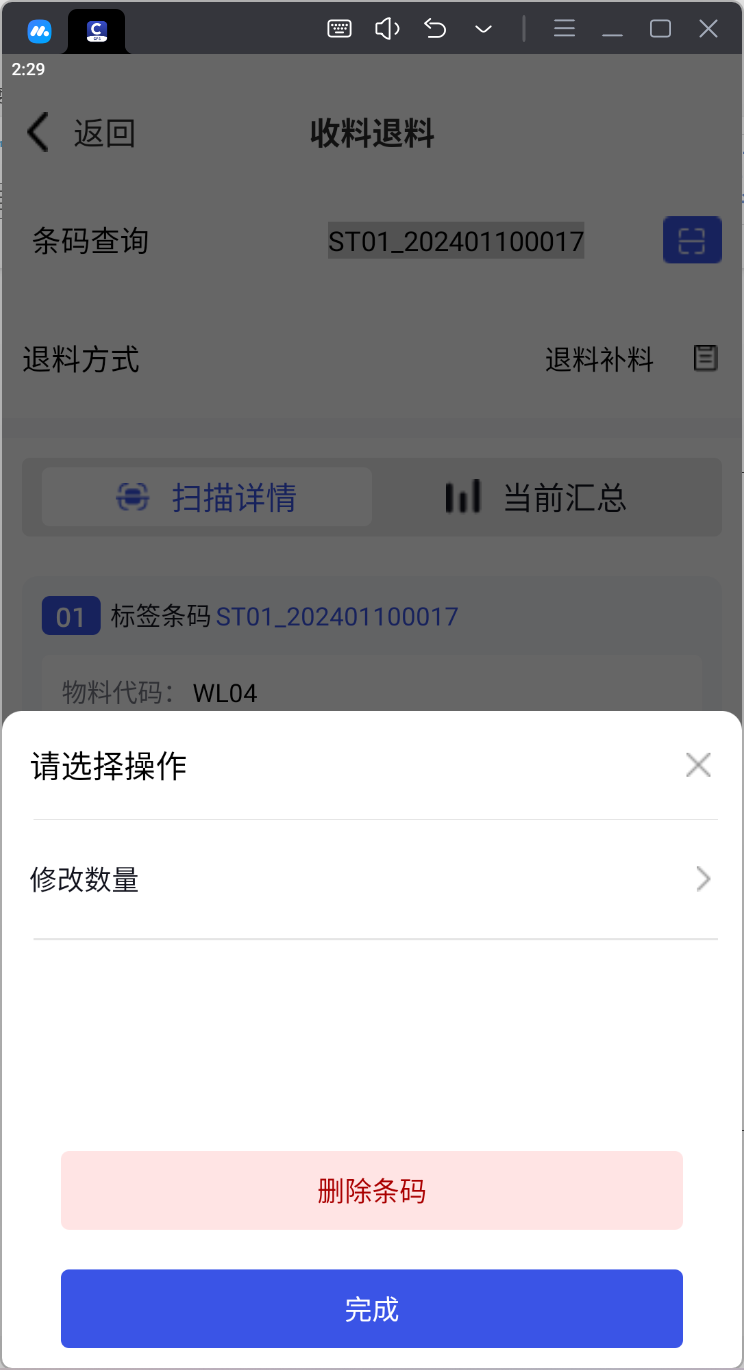 2:29
返回
收料退料
条码查询
ST01_202401100017
退料方式
退料补料
扫描详情
当前汇总
01 标签条码 ST01_202401100017
物料代码： WL04
请选择操作
修改数量
删除条码
完成